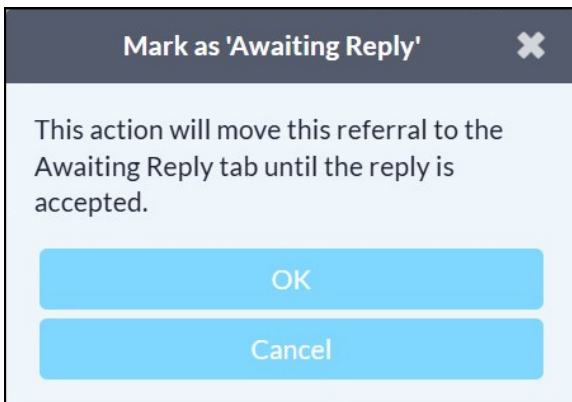 Mark as 'Awaiting Reply'
This action will move this referral to the
Awaiting Reply tab until the reply is
accepted.
OK
Cancel